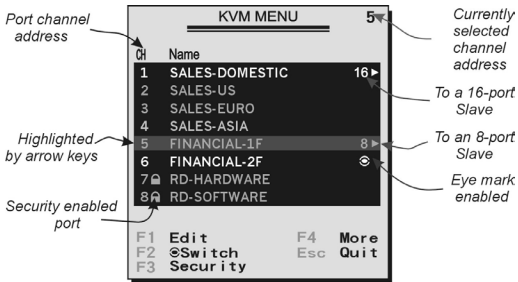 KVM MENU 5
Port channel address
Currently selected channel address
CH Name
1 SALES-DOMESTIC 16
2 SALES-US
3 SALES-EURO
4 SALES-ASIA
5 FINANCIAL-1F 8
6 FINANCIAL-2F
7 RD-HARDWARE
8 RD-SOFTWARE
To a 16-port Slave
Highlighted by arrow keys
To an 8-port Slave
Eye mark enabled
Security enabled port
F1 Edit F4 More
F2 Switch Esc Quit
F3 Security